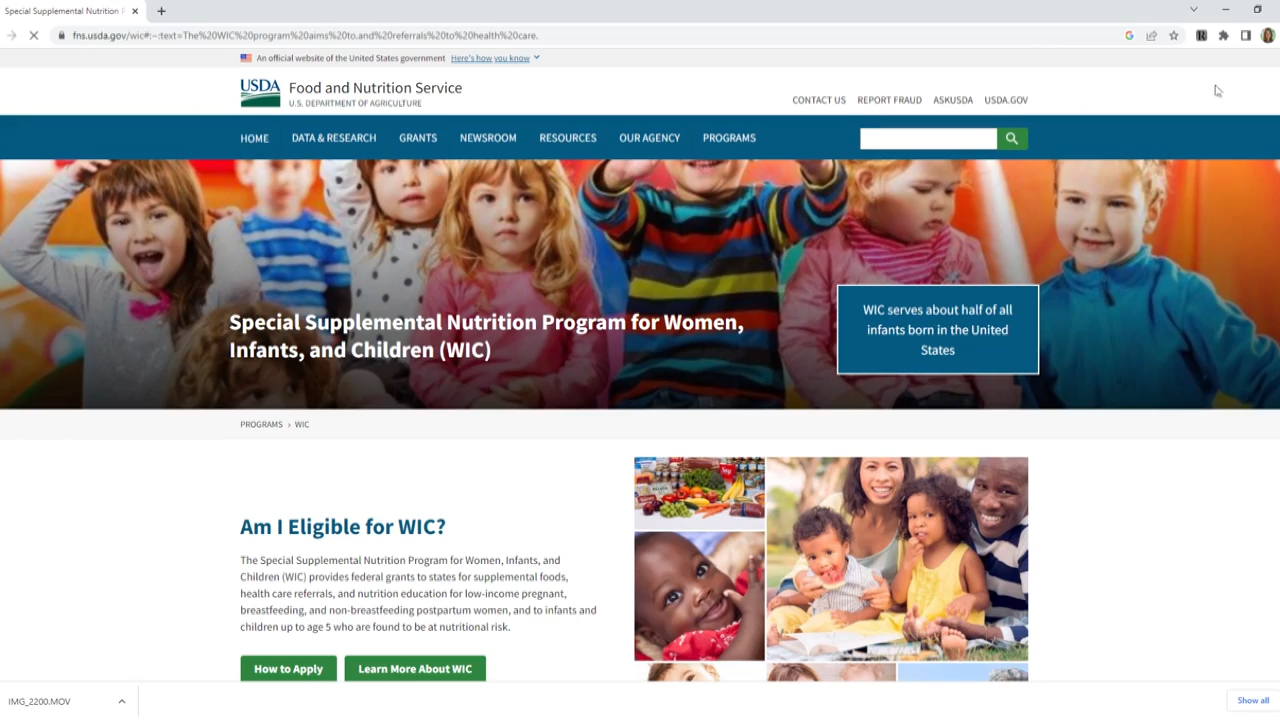 Special Supplemental Nutrition
fns.usda.gov/wic#:~:text=The%20WIC%20program%20aims%20to,and%20referrals%20to%20health%20care.
An official website of the United States government Here's how you know
USDA Food and Nutrition Service
U.S. DEPARTMENT OF AGRICULTURE
CONTACT US REPORT FRAUD ASKUSDA USDA.GOV
HOME DATA & RESEARCH GRANTS NEWSROOM RESOURCES OUR AGENCY PROGRAMS
Special Supplemental Nutrition Program for Women,
Infants, and Children (WIC)
WIC serves about half of all
infants born in the United
States
PROGRAMS › WIC
Am I Eligible for WIC?
The Special Supplemental Nutrition Program for Women, Infants, and
Children (WIC) provides federal grants to states for supplemental foods,
health care referrals, and nutrition education for low-income pregnant,
breastfeeding, and non-breastfeeding postpartum women, and to infants and
children up to age 5 who are found to be at nutritional risk.
How to Apply Learn More About WIC
IMG_2200.MOV
Show all